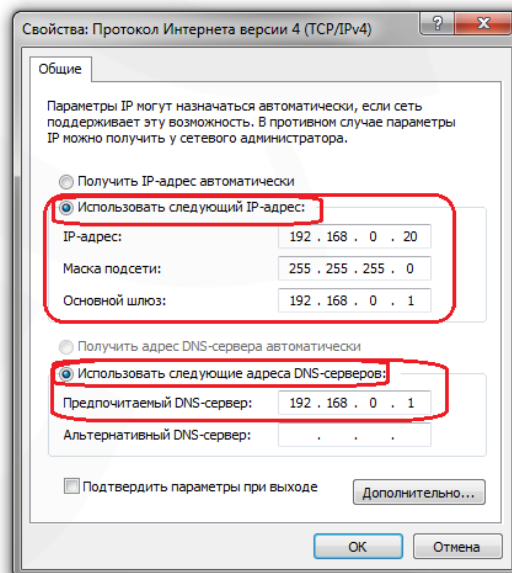 Свойства: Протокол Интернета версии 4 (TCP/IPv4)
Общие
Параметры IP могут назначаться автоматически, если сеть
поддерживает эту возможность. В противном случае параметры
IP можно получить у сетевого администратора.
Получить IP-адрес автоматически
Использовать следующий IP-адрес:
IP-адрес: 192 . 168 . 0 . 20
Маска подсети: 255 . 255 . 255 . 0
Основной шлюз: 192 . 168 . 0 . 1
Получить адрес DNS-сервера автоматически
Использовать следующие адреса DNS-серверов:
Предпочитаемый DNS-сервер: 192 . 168 . 0 . 1
Альтернативный DNS-сервер: . . .
Подтвердить параметры при выходе
Дополнительно...
OK Отмена